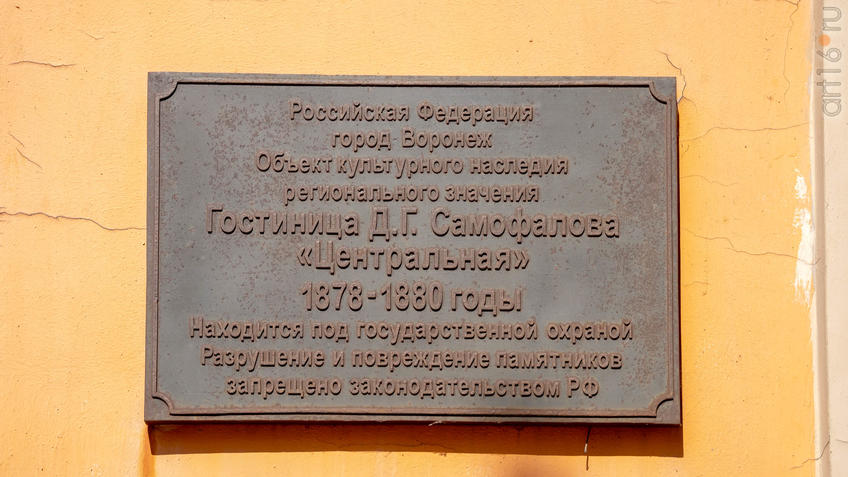 Российская Федерация
город Воронеж
Объект культурного наследия
регионального значения
Гостиница Д.Г. Самофалова
«Центральная»
1878-1880 годы
Находится под государственной охраной
Разрушение и повреждение памятников
запрещено законодательством РФ
art16.ru